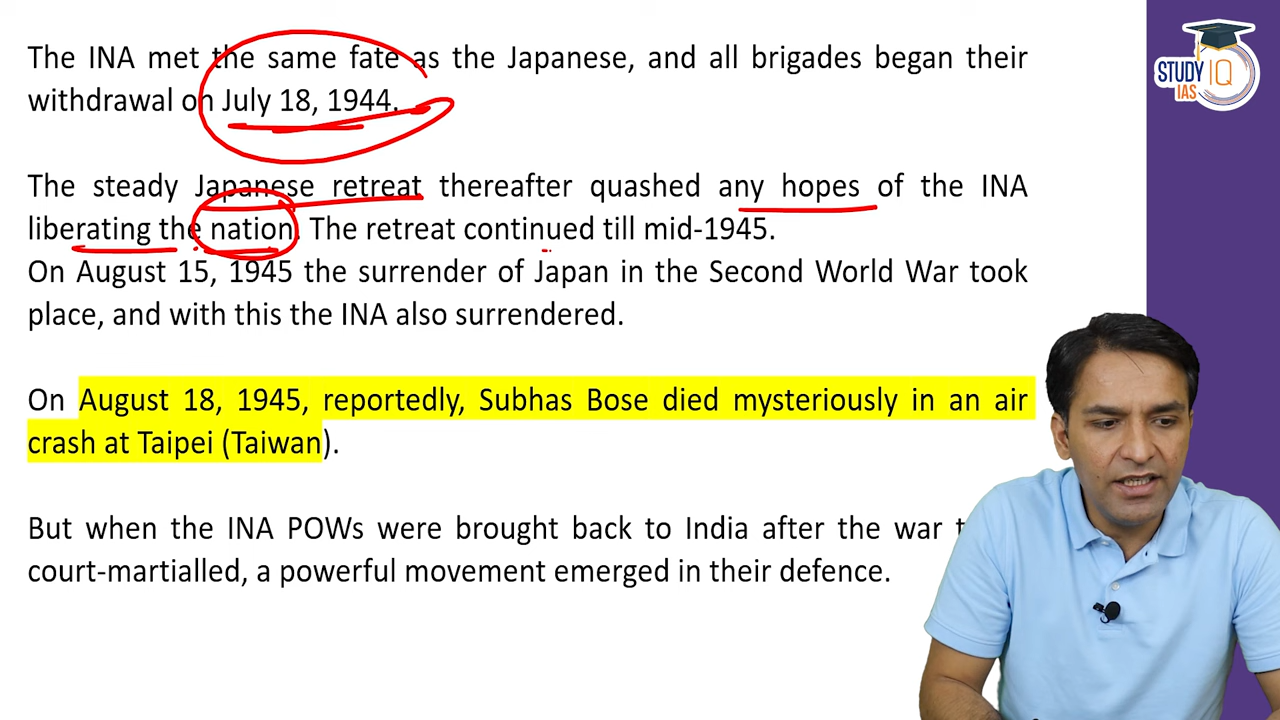 The INA met the same fate as the Japanese, and all brigades began their
withdrawal on July 18, 1944.
The steady Japanese retreat thereafter quashed any hopes of the INA
liberating the nation. The retreat continued till mid-1945.
On August 15, 1945 the surrender of Japan in the Second World War took
place, and with this the INA also surrendered.
On August 18, 1945, reportedly, Subhas Bose died mysteriously in an air
crash at Taipei (Taiwan).
But when the INA POWs were brought back to India after the war
court-martialled, a powerful movement emerged in their defence.
STUDY IQ
IAS